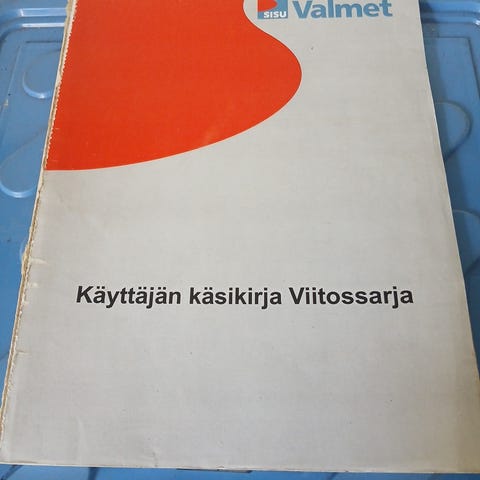 SISU
Valmet
Käyttäjän käsikirja Viitossarja